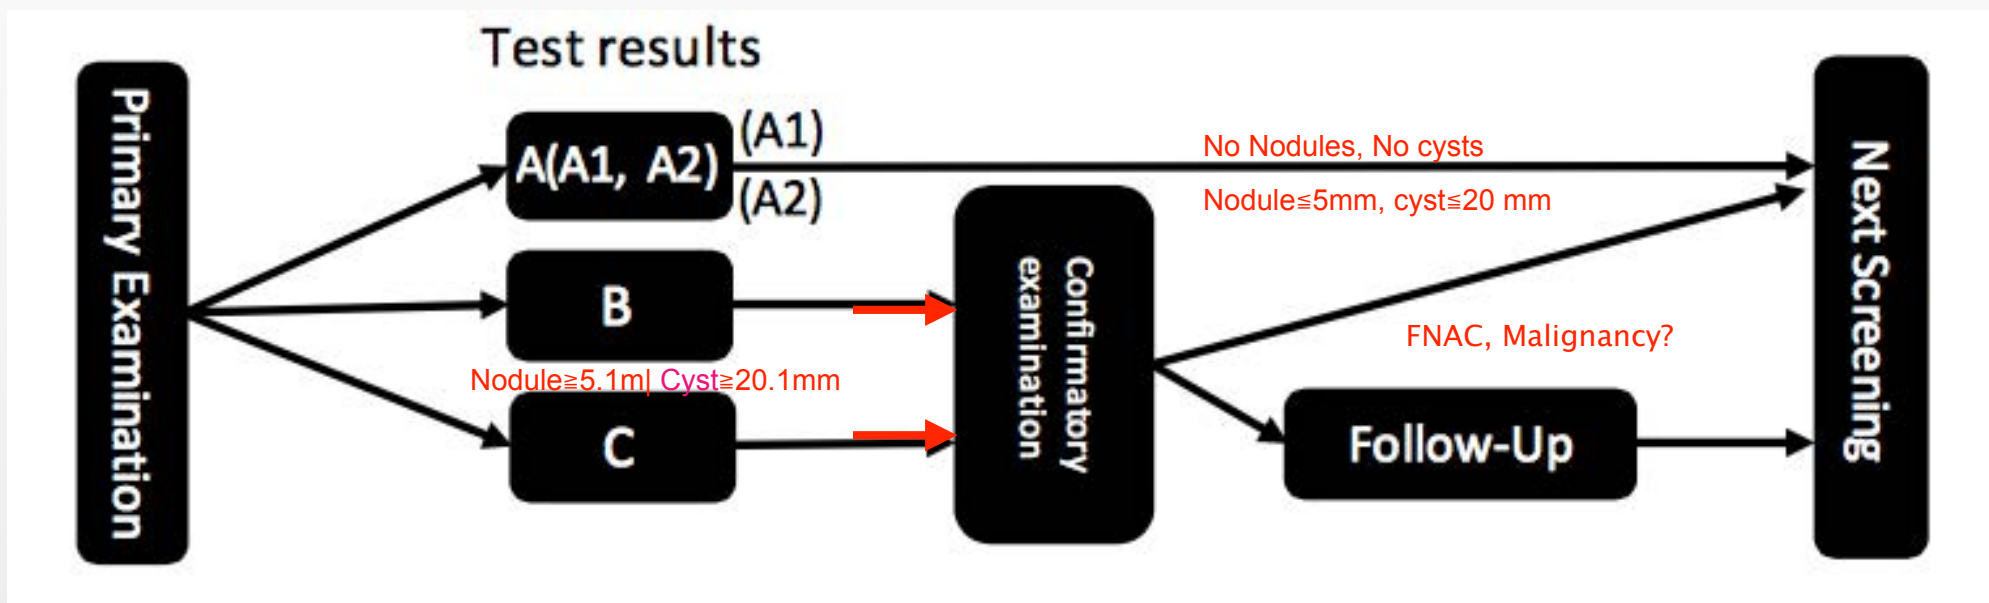 Test results
Primary Examination
A(A1, A2)
(A1)
(A2)
No Nodules, No cysts
Nodule≦5mm, cyst≦20 mm
B
Nodule≧5.1m| Cyst≧20.1mm
C
Confirmatory
examination
FNAC, Malignancy?
Follow-Up
Next Screening